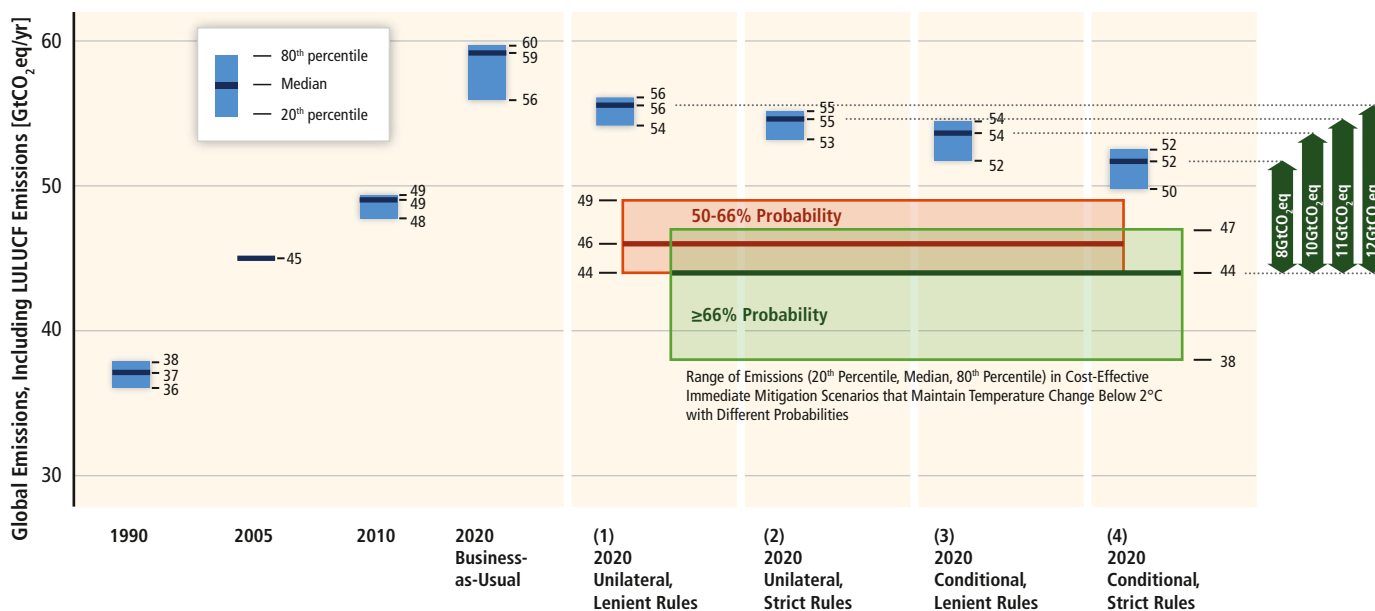 Global Emissions, Including LULUCF Emissions [GtCO₂eq/yr]
60
50
40
30
80th percentile
Median
20th percentile
38
37
36
45
49
49
48
60
59
56
56
56
54
55
55
53
54
54
52
52
52
50
49
46
44
50-66% Probability
≥66% Probability
47
44
38
Range of Emissions (20th Percentile, Median, 80th Percentile) in Cost-Effective
Immediate Mitigation Scenarios that Maintain Temperature Change Below 2°C
with Different Probabilities
8GtCO₂eq
10GtCO₂eq
11GtCO₂eq
12GtCO₂eq
1990
2005
2010
2020
Business-
as-Usual
(1)
2020
Unilateral,
Lenient Rules
(2)
2020
Unilateral,
Strict Rules
(3)
2020
Conditional,
Lenient Rules
(4)
2020
Conditional,
Strict Rules